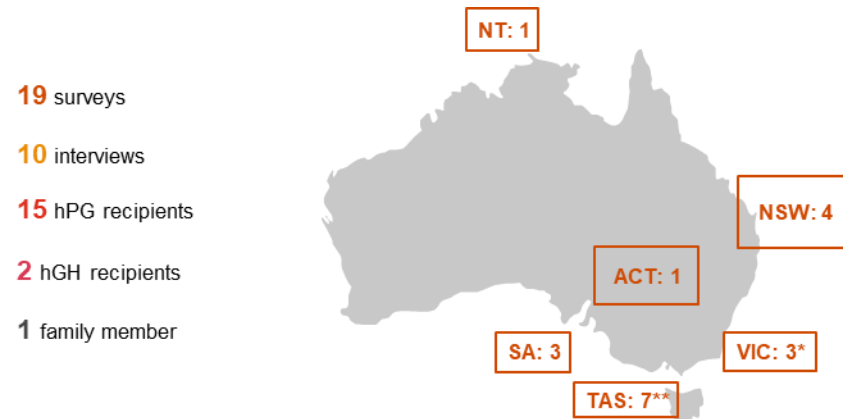 19 surveys
10 interviews
15 hPG recipients
2 hGH recipients
1 family member
NT: 1
NSW: 4
ACT: 1
SA: 3
VIC: 3*
TAS: 7**